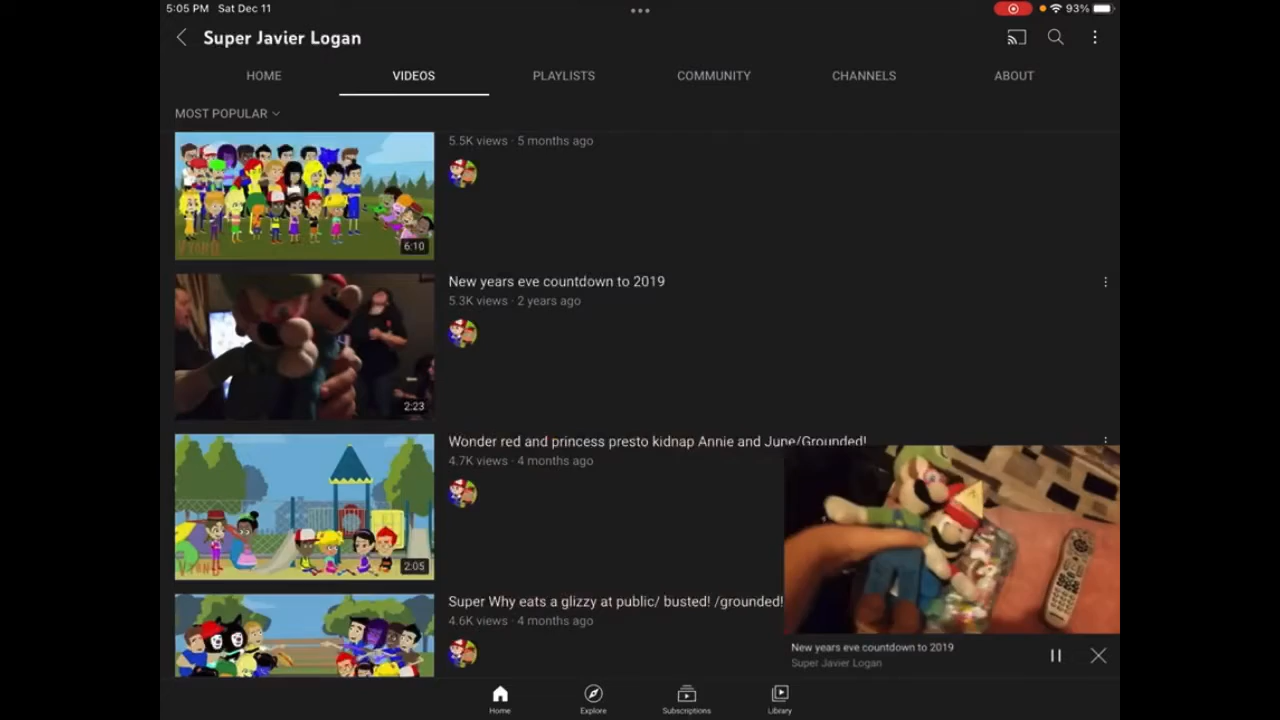 5:05 PM Sat Dec 11
93%
Super Javier Logan
HOME VIDEOS PLAYLISTS COMMUNITY CHANNELS ABOUT
MOST POPULAR
5.5K views · 5 months ago
VYOND
6:10
New years eve countdown to 2019
5.3K views · 2 years ago
2:23
Wonder red and princess presto kidnap Annie and June/Grounded!
4.7K views · 4 months ago
VYOND
2:05
Super Why eats a glizzy at public/ busted! /grounded!
4.6K views · 4 months ago
New years eve countdown to 2019
Super Javier Logan
Home Explore Subscriptions Library